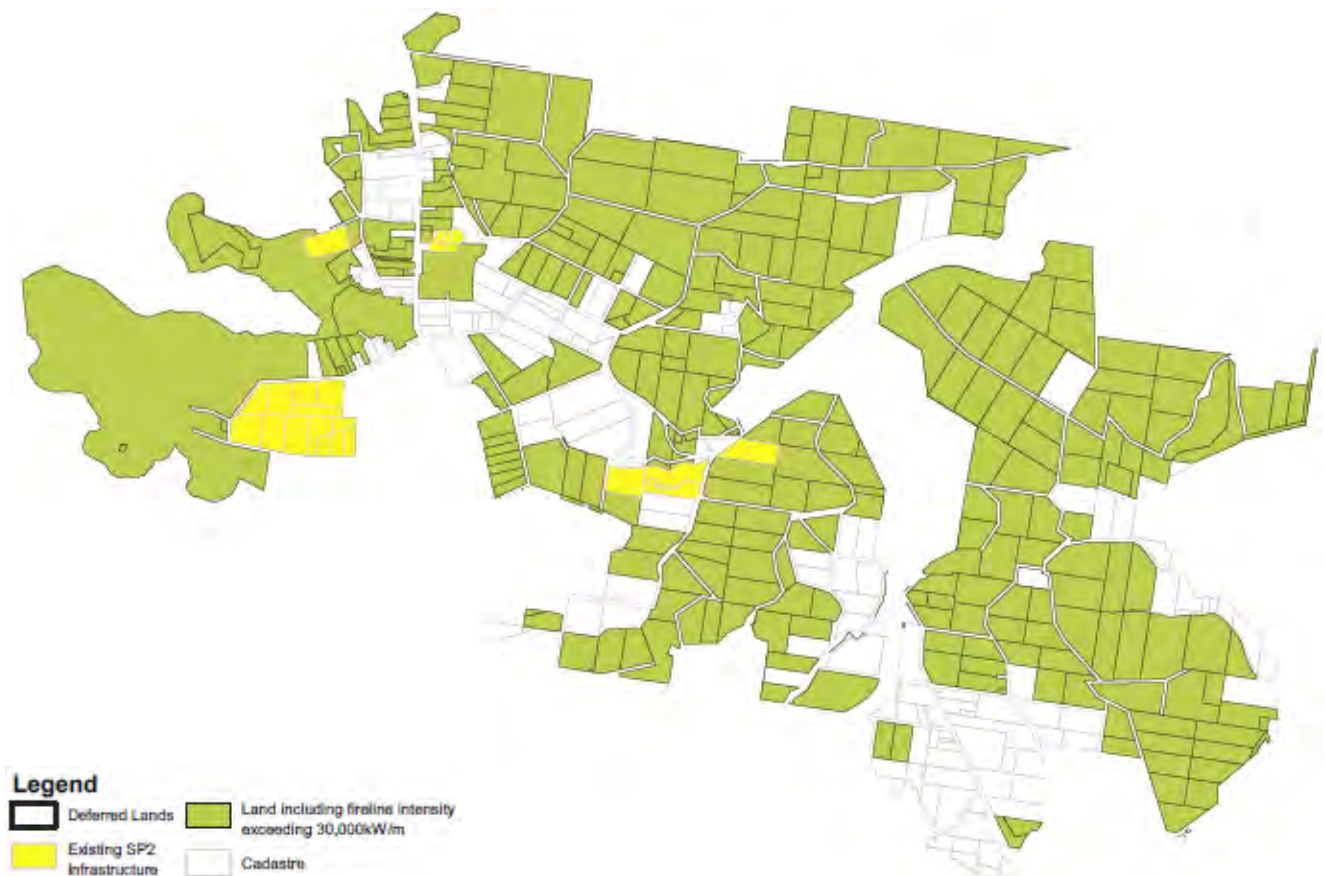 Legend
Deferred Lands
Land including fireline intensity
exceeding 30,000kW/m
Existing SP2
Infrastructure
Cadastre